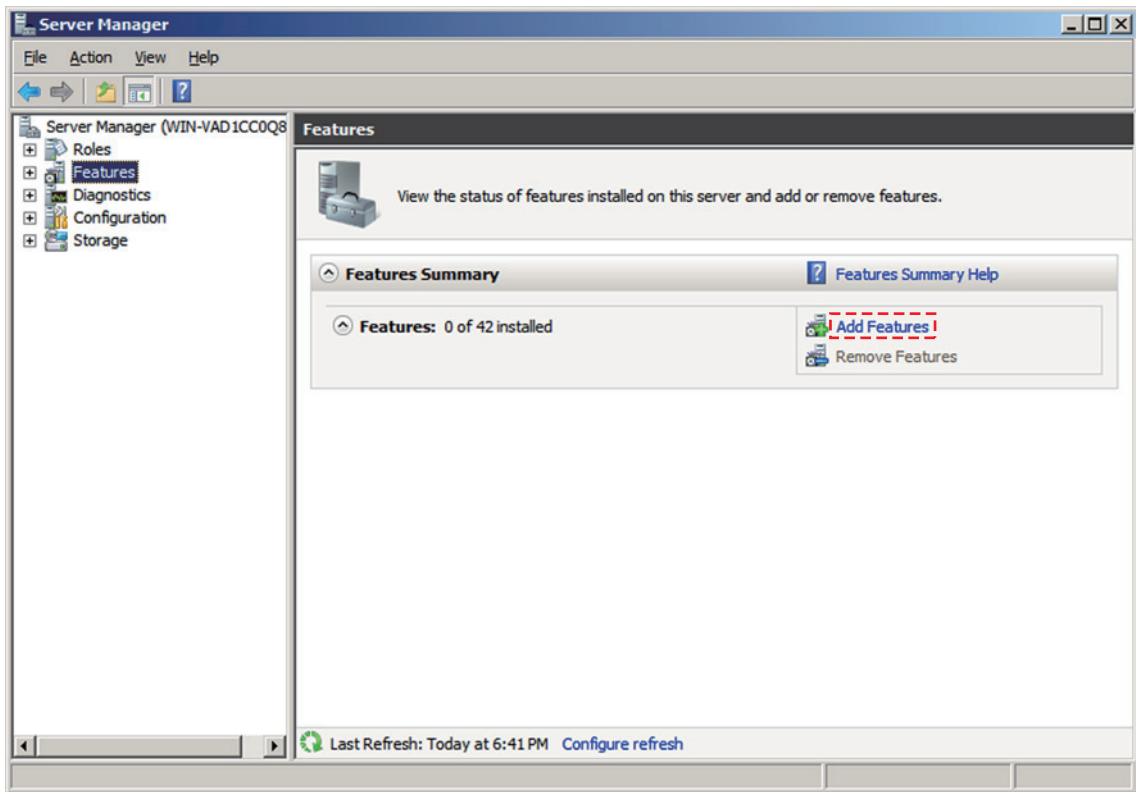 Server Manager
File Action View Help
Server Manager (WIN-VAD1CC0Q8
Roles
Features
Diagnostics
Configuration
Storage
Features
View the status of features installed on this server and add or remove features.
Features Summary
Features Summary Help
Features: 0 of 42 installed
Add Features
Remove Features
Last Refresh: Today at 6:41 PM Configure refresh